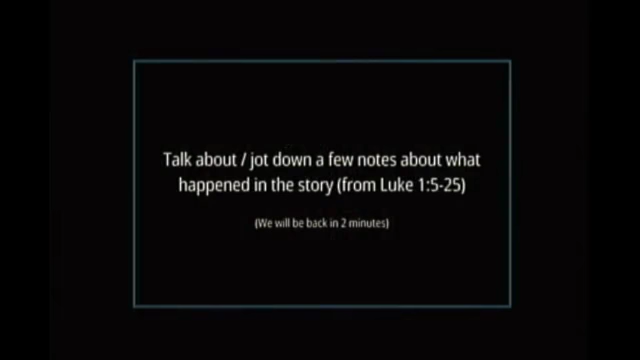 Talk about / jot down a few notes about what
happened in the story (from Luke 1:5-25)
(We will be back in 2 minutes)